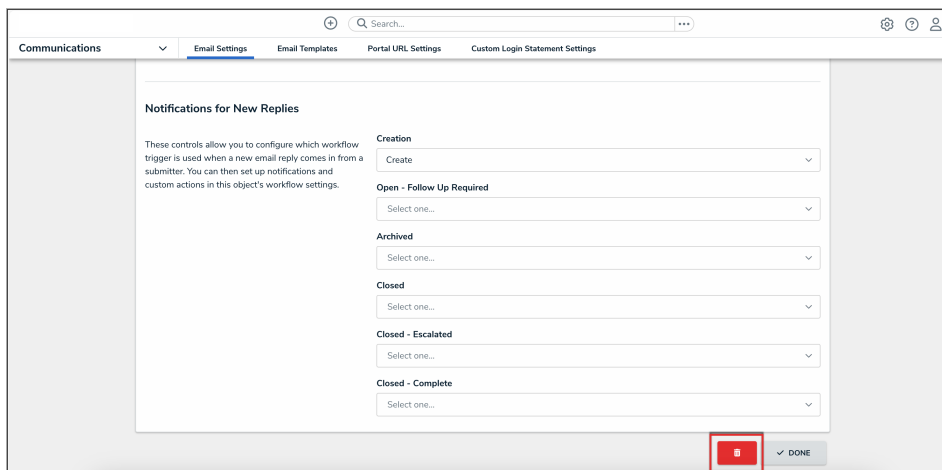 Search...
Communications
Email Settings
Email Templates
Portal URL Settings
Custom Login Statement Settings
Notifications for New Replies
These controls allow you to configure which workflow
trigger is used when a new email reply comes in from a
submitter. You can then set up notifications and
custom actions in this object's workflow settings.
Creation
Create
Open - Follow Up Required
Select one...
Archived
Select one...
Closed
Select one...
Closed - Escalated
Select one...
Closed - Complete
Select one...
DONE